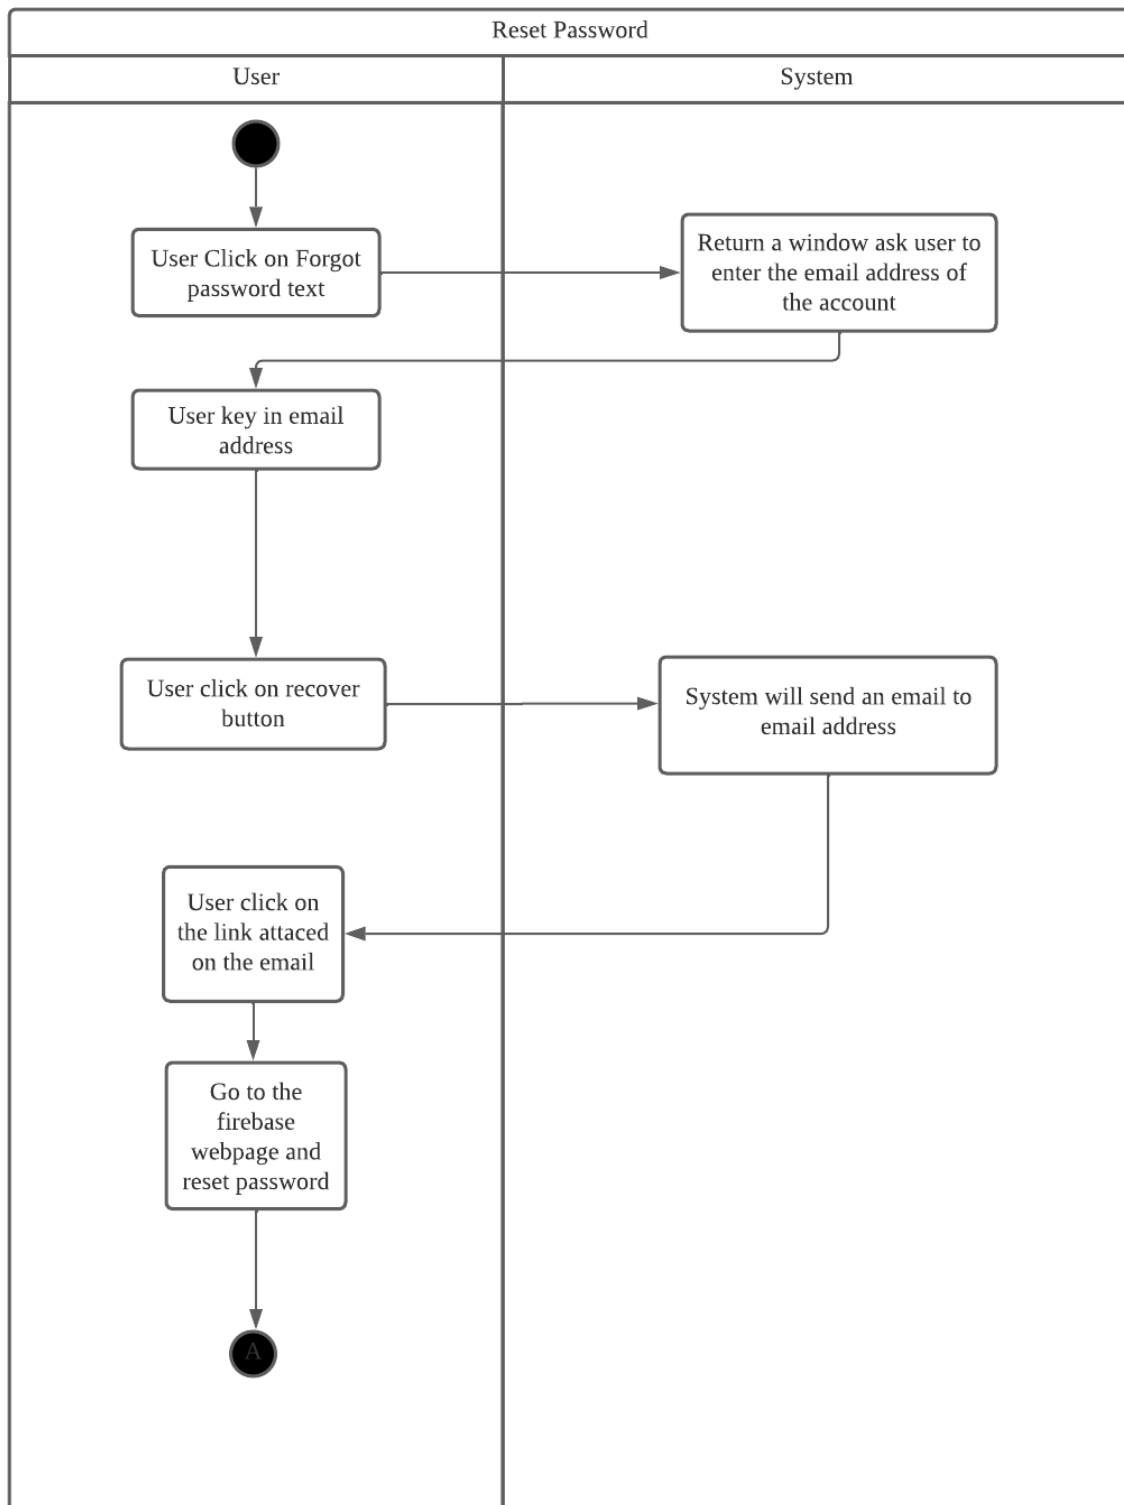 Reset Password
User
System
User Click on Forgot
password text
Return a window ask user to
enter the email address of
the account
User key in email
address
User click on recover
button
System will send an email to
email address
User click on
the link attaced
on the email
Go to the
firebase
webpage and
reset password
A